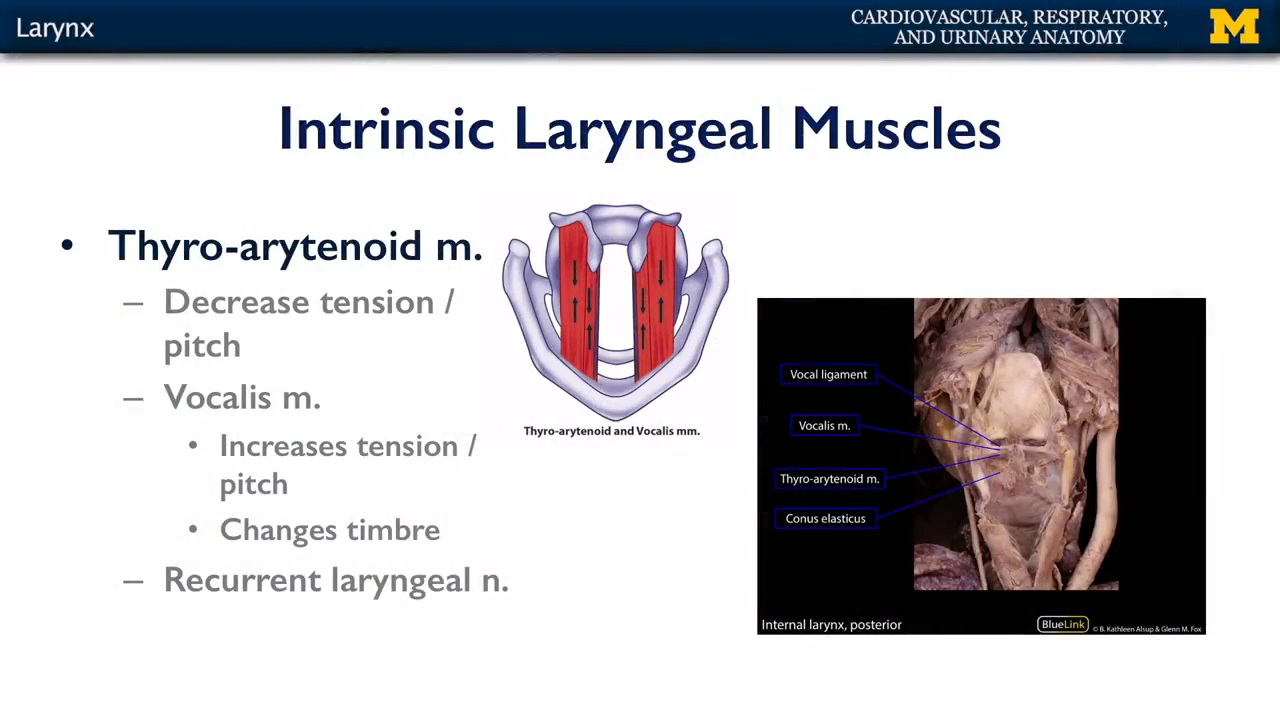 Larynx
CARDIOVASCULAR, RESPIRATORY,
AND URINARY ANATOMY
M
Intrinsic Laryngeal Muscles
• Thyro-arytenoid m.
– Decrease tension /
pitch
– Vocalis m.
• Increases tension /
pitch
• Changes timbre
– Recurrent laryngeal n.
Thyro-arytenoid and Vocalis mm.
Vocal ligament
Vocalis m.
Thyro-arytenoid m.
Conus elasticus
Internal larynx, posterior
BlueLink
© B. Kathleen Alsup & Glenn M. Fox